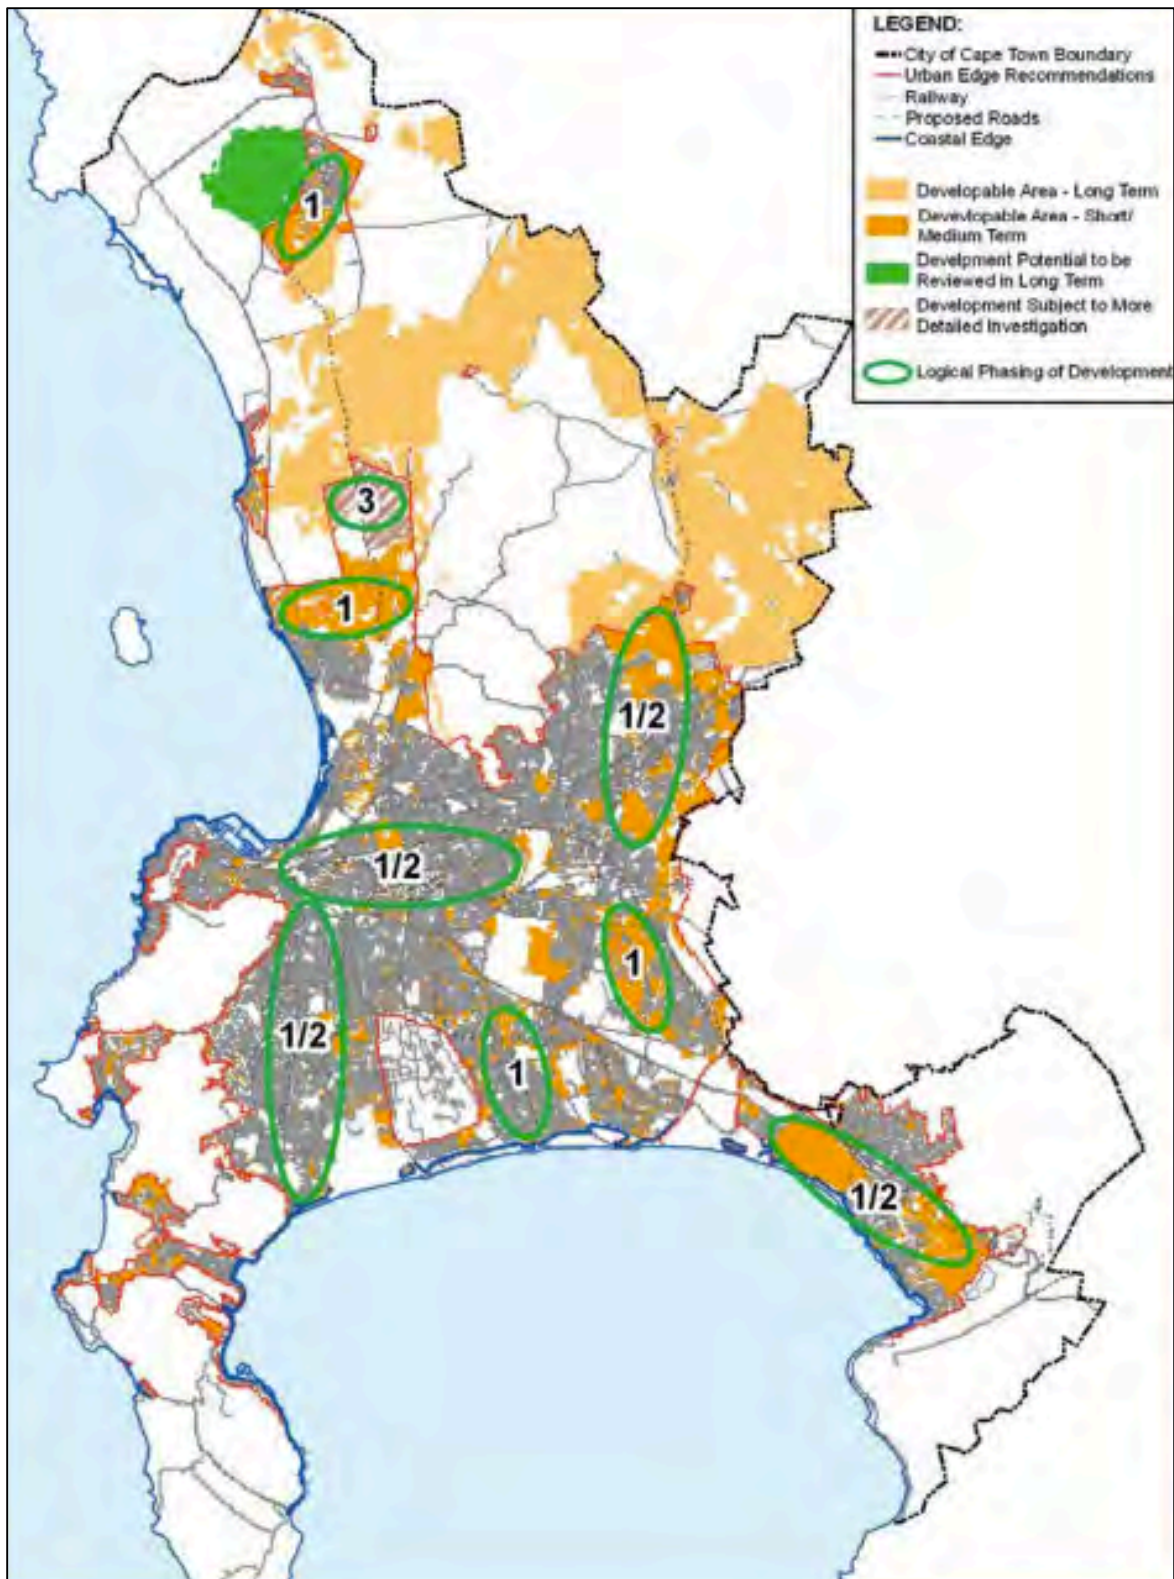 LEGEND:
City of Cape Town Boundary
Urban Edge Recommendations
Railway
Proposed Roads
Coastal Edge
Developable Area - Long Term
Devevlopable Area - Short/
Medium Term
Develpment Potential to be
Reviewed in Long Term
Development Subject to More
Detailed Investigation
Logical Phasing of Development
1
3
1
1/2
1/2
1
1/2
1
1/2